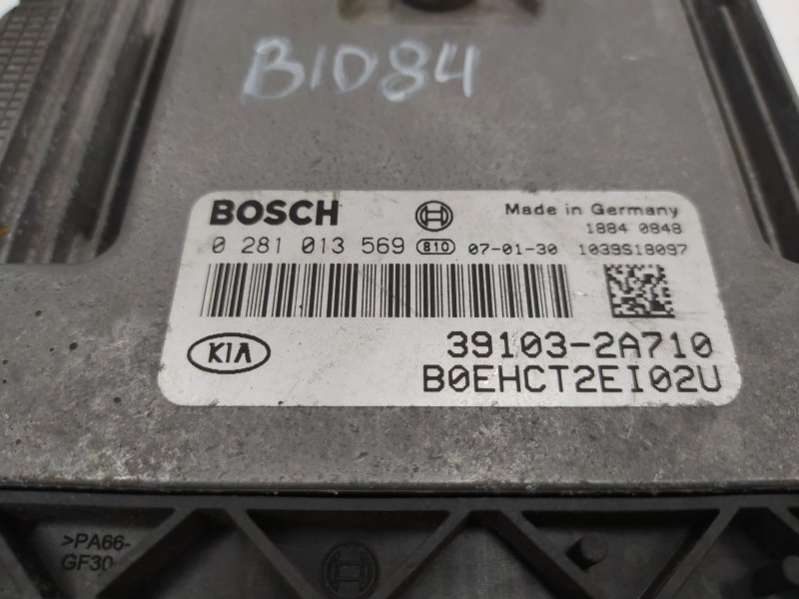 B1084
BOSCH
Made in Germany
1884 0848
0 281 013 569 810 07-01-30 1039S18097
KIA
39103-2A710
B0EHCT2EI02U
>PA66-
GF30